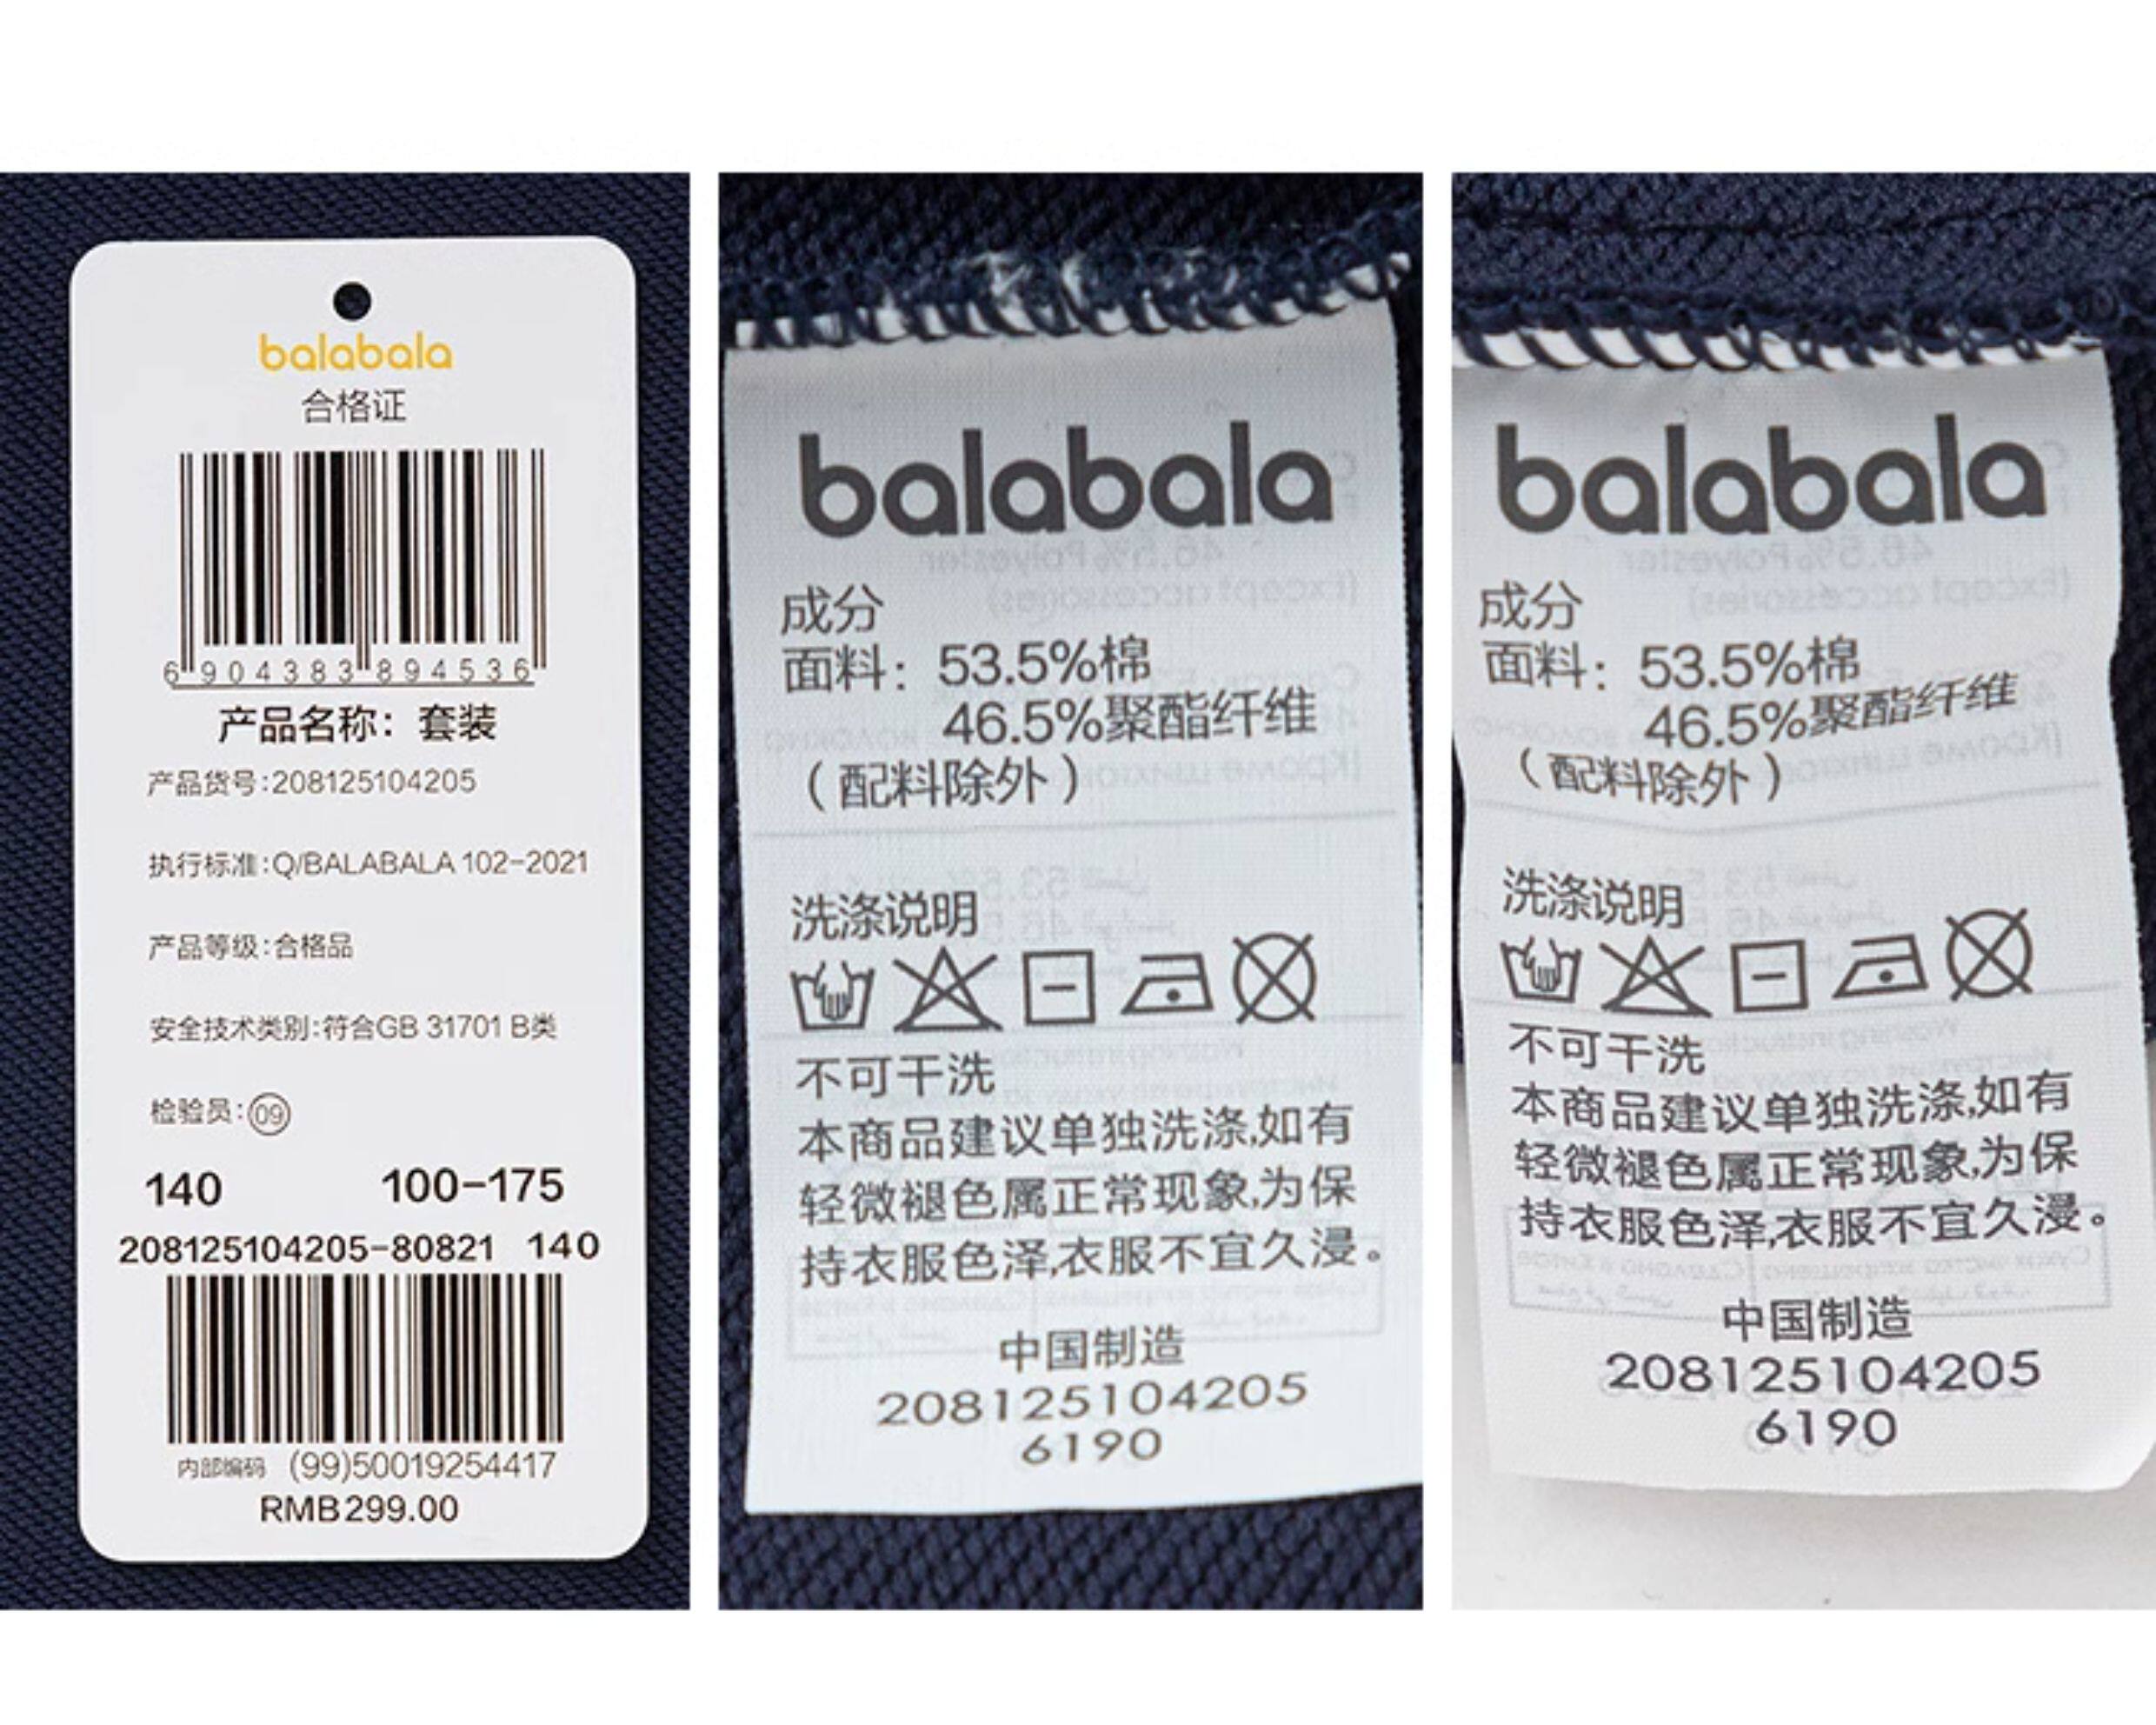 balabala
合格证
6904383894536
产品名称：套装
产品货号:208125104205
执行标准:Q/BALABALA 102-2021
产品等级:合格品
安全技术类别:符合GB 31701 B类
检验员:09
140 100-175
208125104205-80821 140
内部编码 (99)50019254417
RMB299.00
balabala
成分
面料：53.5%棉
46.5%聚酯纤维
（配料除外）
洗涤说明
不可干洗
本商品建议单独洗涤,如有
轻微褪色属正常现象,为保
持衣服色泽,衣服不宜久浸。
中国制造
208125104205
6190
balabala
成分
面料：53.5%棉
46.5%聚酯纤维
（配料除外）
洗涤说明
不可干洗
本商品建议单独洗涤,如有
轻微褪色属正常现象,为保
持衣服色泽,衣服不宜久浸。
中国制造
208125104205
6190